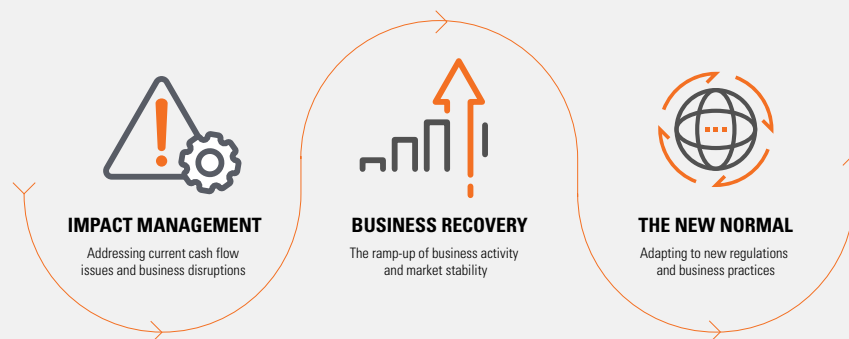 IMPACT MANAGEMENT
Addressing current cash flow
issues and business disruptions
BUSINESS RECOVERY
The ramp-up of business activity
and market stability
THE NEW NORMAL
Adapting to new regulations
and business practices